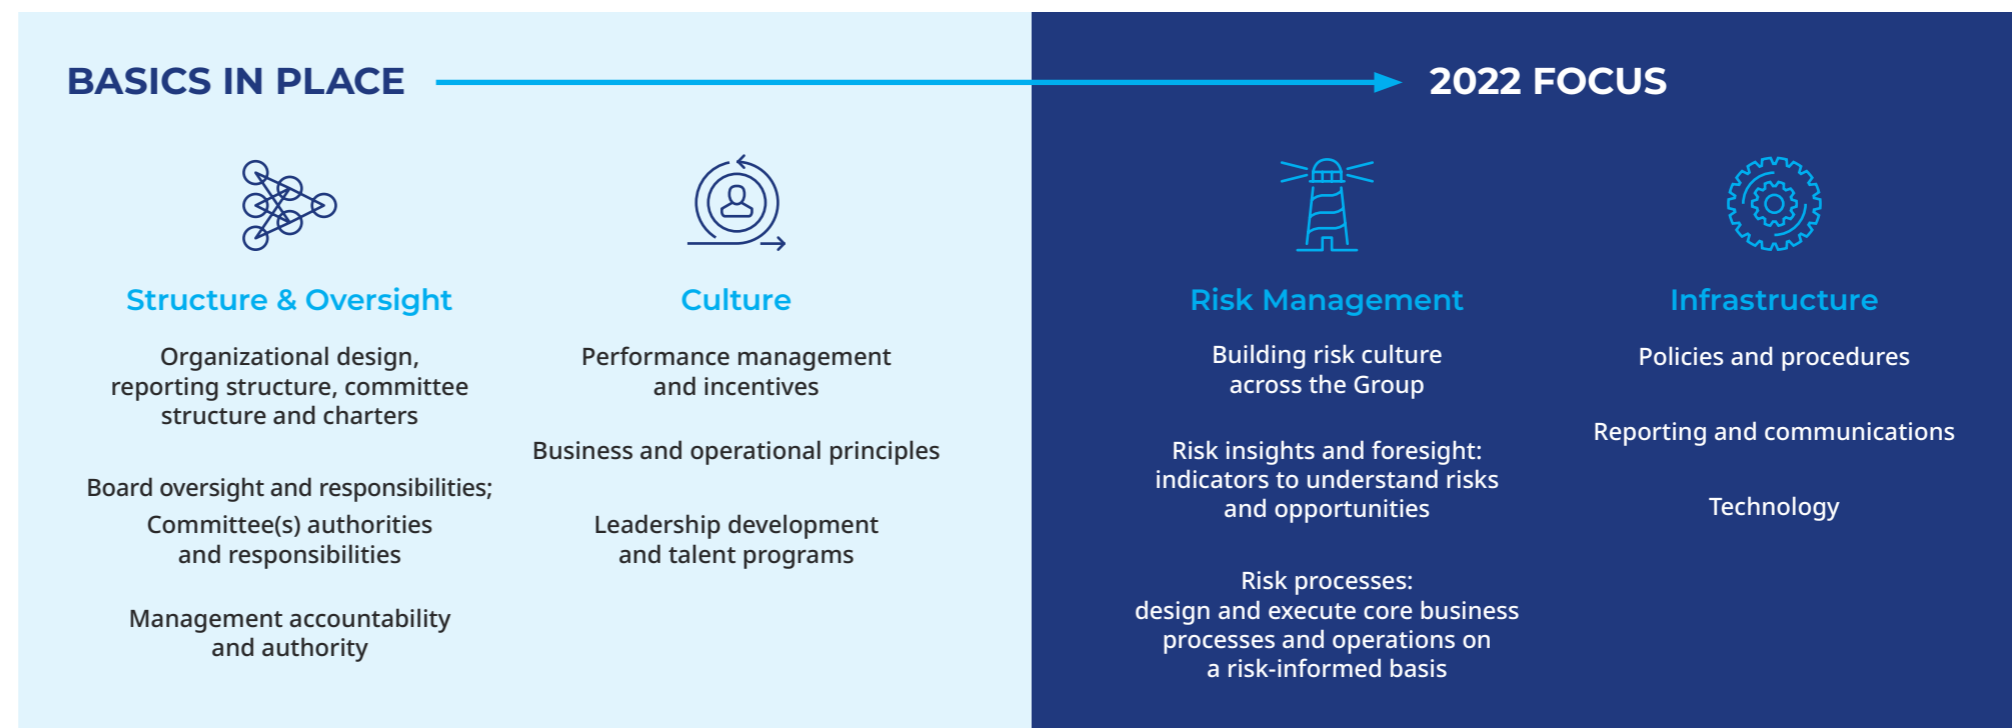 BASICS IN PLACE
2022 FOCUS
Structure & Oversight
Organizational design,
reporting structure, committee
structure and charters
Board oversight and responsibilities;
Committee(s) authorities
and responsibilities
Management accountability
and authority
Culture
Performance management
and incentives
Business and operational principles
Leadership development
and talent programs
Risk Management
Building risk culture
across the Group
Risk insights and foresight:
indicators to understand risks
and opportunities
Risk processes:
design and execute core business
processes and operations on
a risk-informed basis
Infrastructure
Policies and procedures
Reporting and communications
Technology